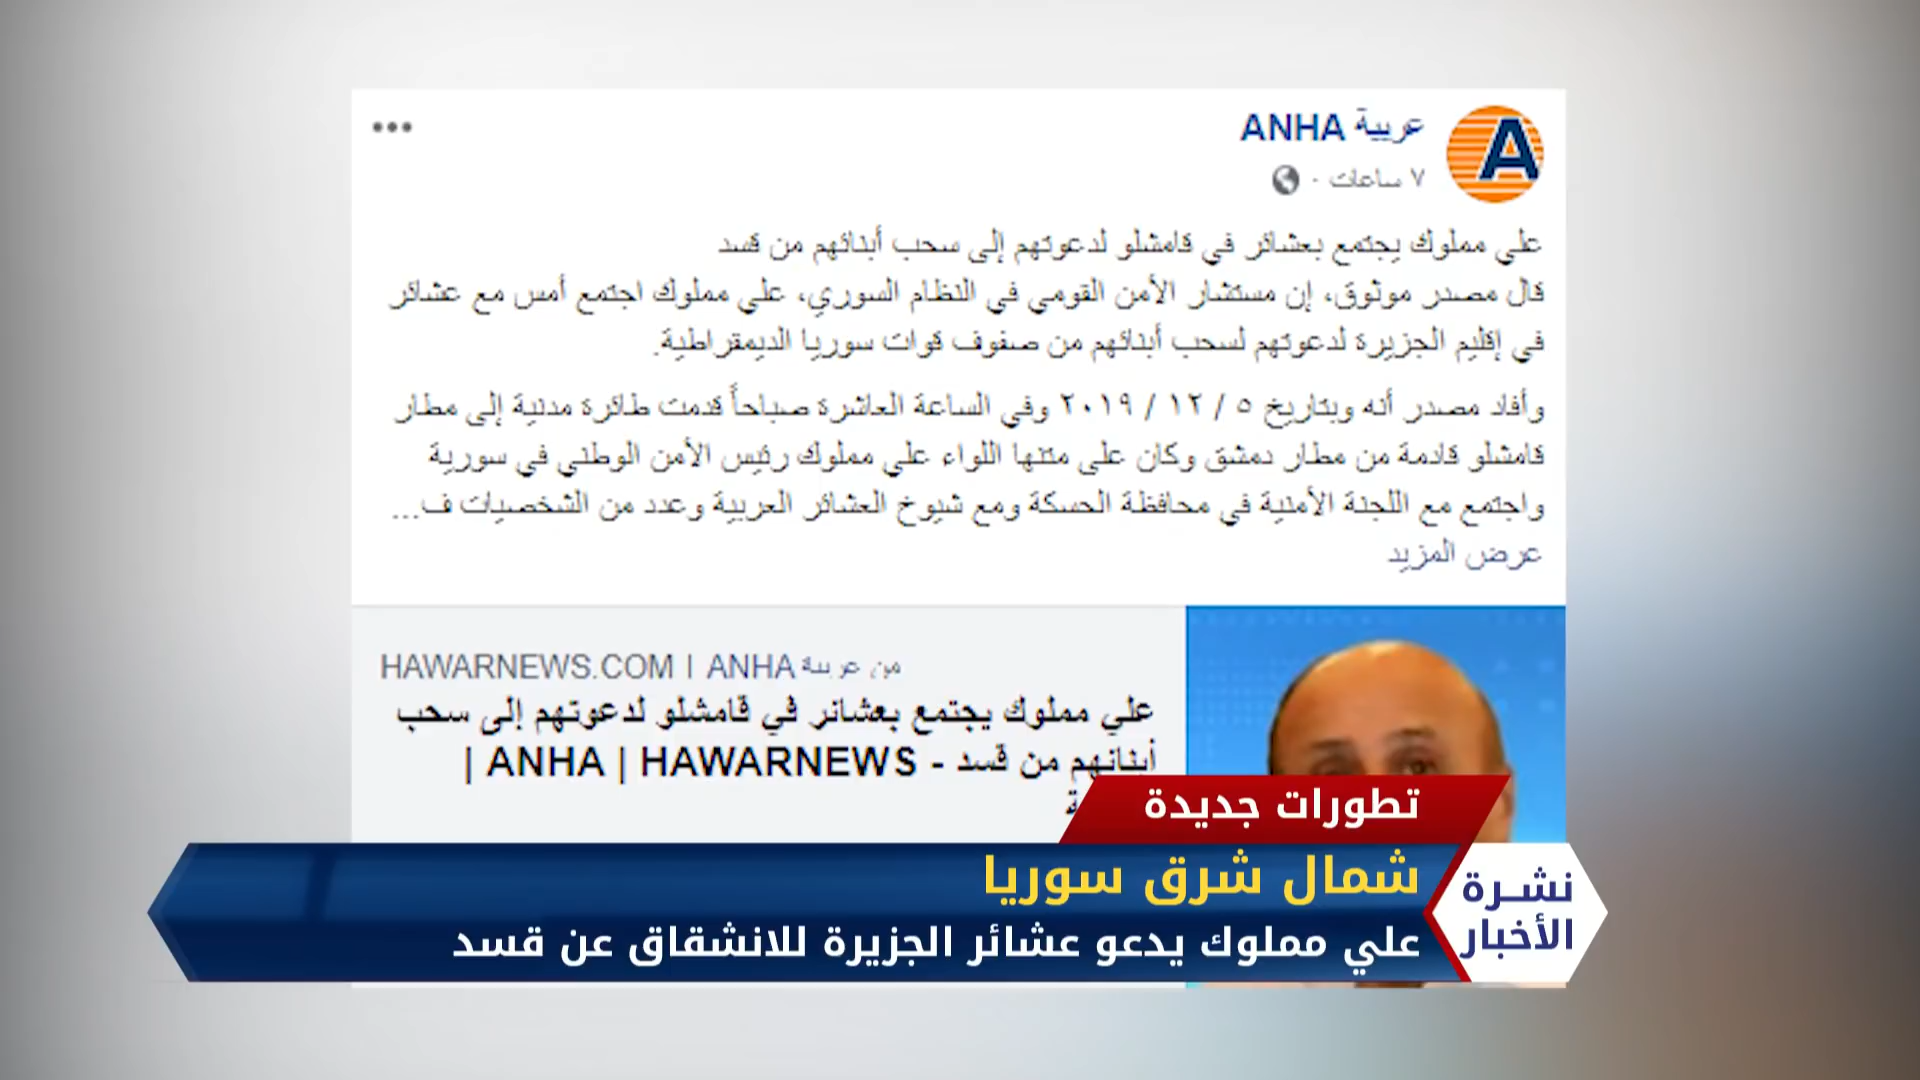 عربية ANHA
٧ ساعات ·
علي مملوك يجتمع بعشائر في قامشلو لدعوتهم إلى سحب أبنائهم من قسد
قال مصدر موثوق، إن مستشار الأمن القومي في النظام السوري، علي مملوك اجتمع أمس مع عشائر
في إقليم الجزيرة لدعوتهم لسحب أبنائهم من صفوف قوات سوريا الديمقراطية.
وأفاد مصدر أنه وبتاريخ ٥ / ١٢ / ٢٠١٩ وفي الساعة العاشرة صباحاً قدمت طائرة مدنية إلى مطار
قامشلو قادمة من مطار دمشق وكان على متنها اللواء علي مملوك رئيس الأمن الوطني في سورية
واجتمع مع اللجنة الأمنية في محافظة الحسكة ومع شيوخ العشائر العربية وعدد من الشخصيات ف...
عرض المزيد
HAWARNEWS.COM | ANHA من عربية
علي مملوك يجتمع بعشائر في قامشلو لدعوتهم إلى سحب
أبنائهم من قسد - ANHA | HAWARNEWS |
تطورات جديدة
شمال شرق سوريا
علي مملوك يدعو عشائر الجزيرة للانشقاق عن قسد
نشرة
الأخبار